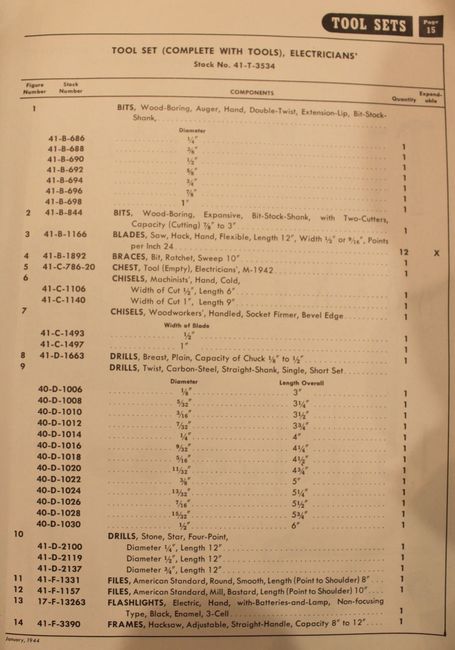 TOOL SETS Page 15
TOOL SET (COMPLETE WITH TOOLS), ELECTRICIANS'
Stock No. 41-T-3534
Figure Number Stock Number COMPONENTS Quantity Expend-able
1 BITS, Wood-Boring, Auger, Hand, Double-Twist, Extension-Lip, Bit-Stock-
Shank,
Diameter
41-B-686 1/4" 1
41-B-688 3/8" 1
41-B-690 1/2" 1
41-B-692 5/8" 1
41-B-694 3/4" 1
41-B-696 7/8" 1
41-B-698 1" 1
2 41-B-844 BITS, Wood-Boring, Expansive, Bit-Stock-Shank, with Two-Cutters,
Capacity (Cutting) 7/8" to 3" 1
3 41-B-1166 BLADES, Saw, Hack, Hand, Flexible, Length 12", Width 1/2" or 9/16", Points
per Inch 24 12 X
4 41-B-1892 BRACES, Bit, Ratchet, Sweep 10" 1
5 41-C-786-20 CHEST, Tool (Empty), Electricians', M-1942 1
6 CHISELS, Machinists', Hand, Cold,
41-C-1106 Width of Cut 1/2", Length 6" 1
41-C-1140 Width of Cut 1", Length 9" 1
7 CHISELS, Woodworkers', Handled, Socket Firmer, Bevel Edge
Width of Blade
41-C-1493 1/2" 1
41-C-1497 1" 1
8 41-D-1663 DRILLS, Breast, Plain, Capacity of Chuck 1/8" to 1/2" 1
9 DRILLS, Twist, Carbon-Steel, Straight-Shank, Single, Short Set
Diameter Length Overall
40-D-1006 1/8" 3" 1
40-D-1008 5/32" 3 1/4" 1
40-D-1010 3/16" 3 1/2" 1
40-D-1012 7/32" 3 3/4" 1
40-D-1014 1/4" 4" 1
40-D-1016 9/32" 4 1/4" 1
40-D-1018 5/16" 4 1/2" 1
40-D-1020 11/32" 4 3/4" 1
40-D-1022 3/8" 5" 1
40-D-1024 13/32" 5 1/4" 1
40-D-1026 7/16" 5 1/2" 1
40-D-1028 15/32" 5 3/4" 1
40-D-1030 1/2" 6" 1
10 DRILLS, Stone, Star, Four-Point,
41-D-2100 Diameter 1/4", Length 12" 1
41-D-2119 Diameter 1/2", Length 12" 1
41-D-2137 Diameter 3/4", Length 12" 1
11 41-F-1331 FILES, American Standard, Round, Smooth, Length (Point to Shoulder) 8" 1
12 41-F-1157 FILES, American Standard, Mill, Bastard, Length (Point to Shoulder) 10" 1
13 17-F-13263 FLASHLIGHTS, Electric, Hand, with-Batteries-and-Lamp, Non-focusing
Type, Black, Enamel, 3-Cell 1
14 41-F-3390 FRAMES, Hacksaw, Adjustable, Straight-Handle, Capacity 8" to 12" 1
January, 1944